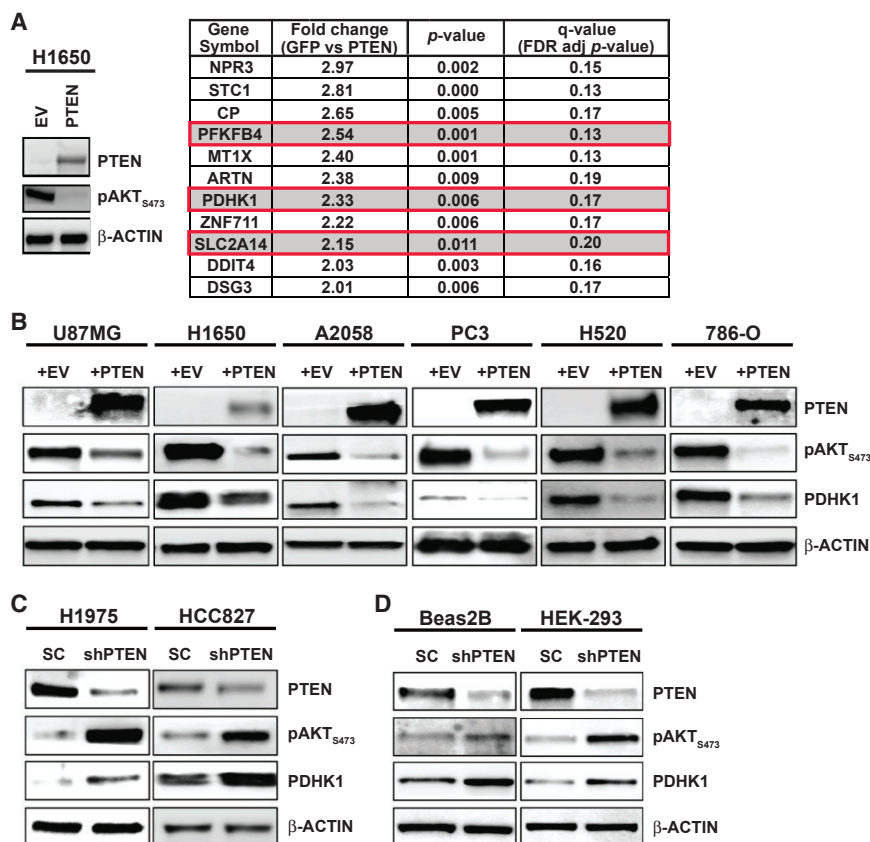 A
H1650
EV PTEN
PTEN
pAKTS473
β-ACTIN
Gene Symbol Fold change (GFP vs PTEN) p-value q-value (FDR adj p-value)
NPR3 2.97 0.002 0.15
STC1 2.81 0.000 0.13
CP 2.65 0.005 0.17
PFKFB4 2.54 0.001 0.13
MT1X 2.40 0.001 0.13
ARTN 2.38 0.009 0.19
PDHK1 2.33 0.006 0.17
ZNF711 2.22 0.006 0.17
SLC2A14 2.15 0.011 0.20
DDIT4 2.03 0.003 0.16
DSG3 2.01 0.006 0.17
B
U87MG H1650 A2058 PC3 H520 786-O
+EV +PTEN +EV +PTEN +EV +PTEN +EV +PTEN +EV +PTEN +EV +PTEN
PTEN
pAKTS473
PDHK1
β-ACTIN
C
H1975 HCC827
SC shPTEN SC shPTEN
PTEN
pAKTS473
PDHK1
β-ACTIN
D
Beas2B HEK-293
SC shPTEN SC shPTEN
PTEN
pAKTS473
PDHK1
β-ACTIN